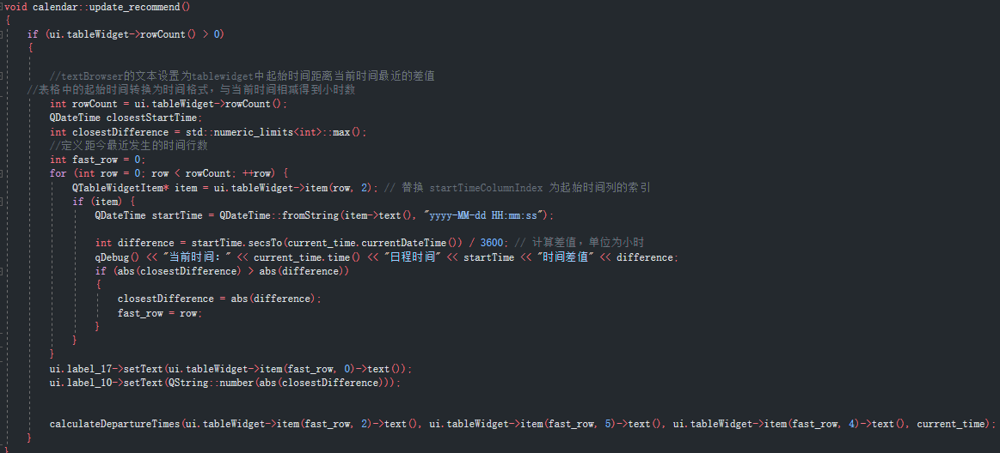 void calendar::update_recommend()
{
if (ui.tableWidget->rowCount() > 0)
{
//textBrowser的文本设置为tablewidget中起始时间距离当前时间最近的差值
//表格中的起始时间转换为时间格式，与当前时间相减得到小时数
int rowCount = ui.tableWidget->rowCount();
QDateTime closestStartTime;
int closestDifference = std::numeric_limits<int>::max();
//定义距今最近发生的时间行数
int fast_row = 0;
for (int row = 0; row < rowCount; ++row) {
QTableWidgetItem* item = ui.tableWidget->item(row, 2); // 替换 startTimeColumnIndex 为起始时间列的索引
if (item) {
QDateTime startTime = QDateTime::fromString(item->text(), "yyyy-MM-dd HH:mm:ss");
int difference = startTime.secsTo(current_time.currentDateTime()) / 3600; // 计算差值，单位为小时
qDebug() << "当前时间：" << current_time.time() << "日程时间" << startTime << "时间差值" << difference;
if (abs(closestDifference) > abs(difference))
{
closestDifference = abs(difference);
fast_row = row;
}
}
}
ui.label_17->setText(ui.tableWidget->item(fast_row, 0)->text());
ui.label_10->setText(QString::number(abs(closestDifference)));
calculateDepartureTimes(ui.tableWidget->item(fast_row, 2)->text(), ui.tableWidget->item(fast_row, 5)->text(), ui.tableWidget->item(fast_row, 4)->text(), current_time);
}
}